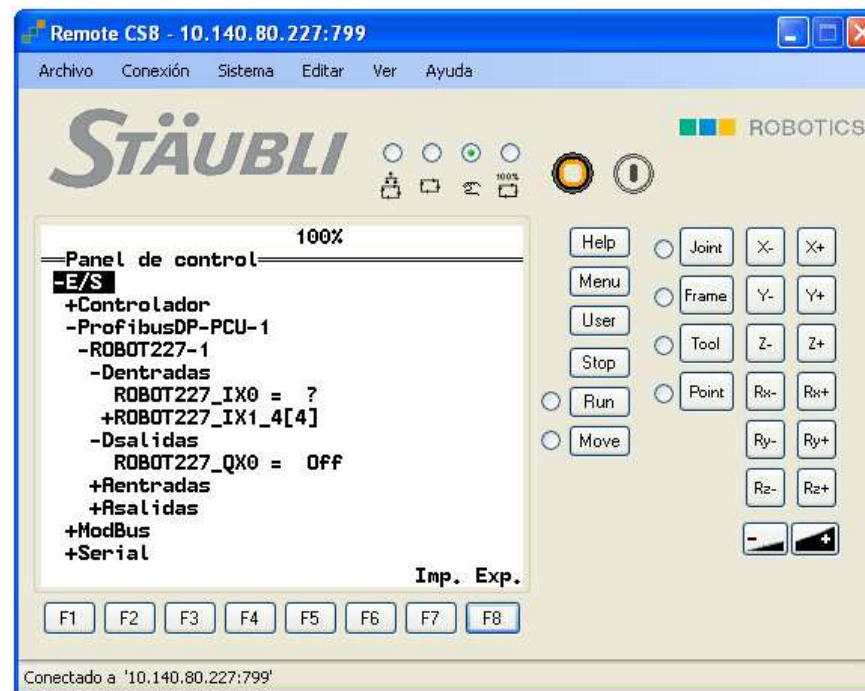 Remote CS8 - 10.140.80.227:799
Archivo Conexión Sistema Editar Ver Ayuda
STÄUBLI
ROBOTICS
100%
100%
Panel de control
-E/S
+Controlador
-ProfibusDP-PCU-1
-ROBOT227-1
-Dentradas
ROBOT227_IX0 = ?
+ROBOT227_IX1_4[4]
-Dsalidas
ROBOT227_QX0 = Off
+Aentradas
+Asalidas
+ModBus
+Serial
Imp. Exp.
Help
Menu
User
Stop
Run
Move
Joint X- X+
Frame Y- Y+
Tool Z- Z+
Point Rx- Rx+
Ry- Ry+
Rz- Rz+
- +
F1 F2 F3 F4 F5 F6 F7 F8
Conectado a '10.140.80.227:799'